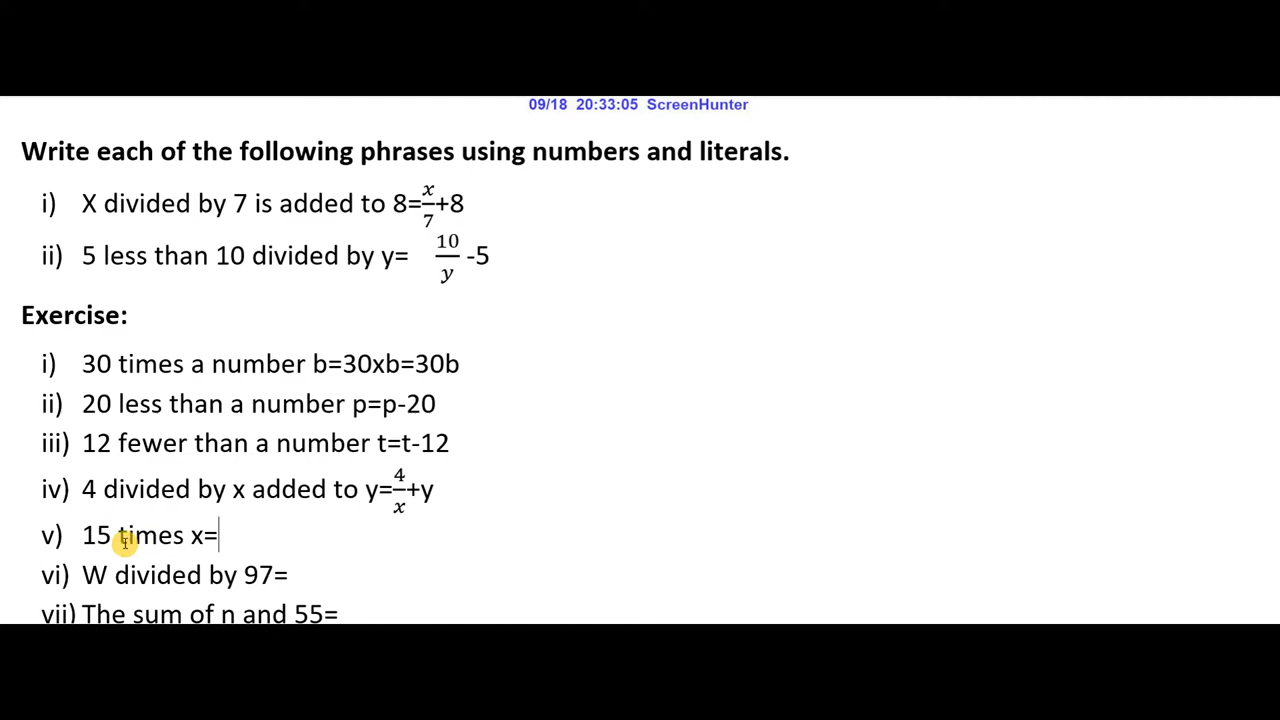 09/18 20:33:05 ScreenHunter
Write each of the following phrases using numbers and literals.
i) X divided by 7 is added to 8=x/7+8
ii) 5 less than 10 divided by y= 10/y -5
Exercise:
i) 30 times a number b=30xb=30b
ii) 20 less than a number p=p-20
iii) 12 fewer than a number t=t-12
iv) 4 divided by x added to y=4/x+y
v) 15 times x=
vi) W divided by 97=
vii) The sum of n and 55=